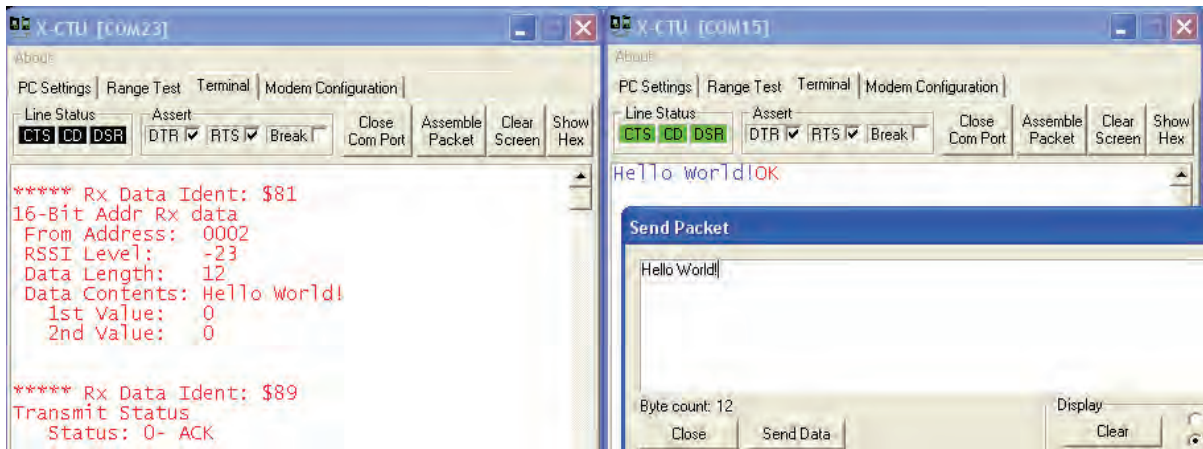 X-CTU [COM23]
About
PC Settings Range Test Terminal Modem Configuration
Line Status
CTS CD DSR
Assert
DTR RTS Break
Close Com Port
Assemble Packet
Clear Screen
Show Hex
***** Rx Data Ident: $81
16-Bit Addr Rx data
From Address: 0002
RSSI Level: -23
Data Length: 12
Data Contents: Hello World!
1st Value: 0
2nd Value: 0
***** Rx Data Ident: $89
Transmit Status
Status: 0- ACK
X-CTU [COM15]
About
PC Settings Range Test Terminal Modem Configuration
Line Status
CTS CD DSR
Assert
DTR RTS Break
Close Com Port
Assemble Packet
Clear Screen
Show Hex
Hello World!OK
Send Packet
Hello World!
Byte count: 12
Display
Close Send Data Clear